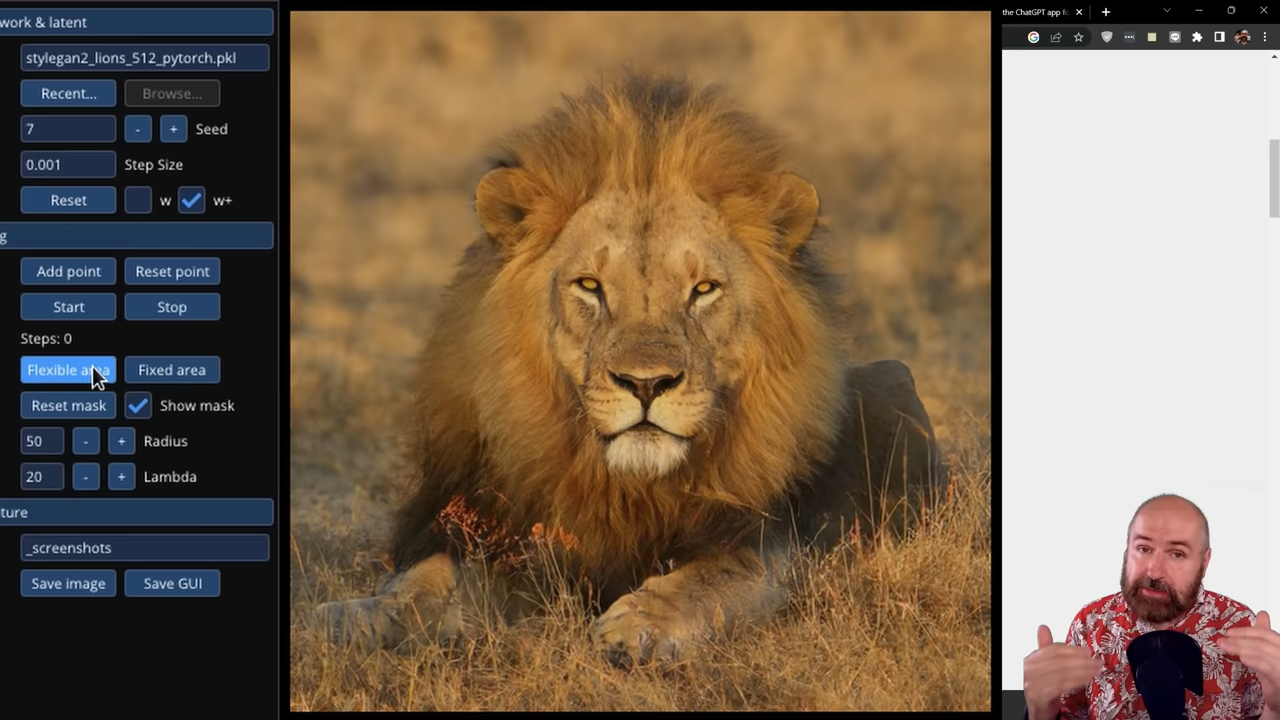 work & latent
stylegan2_lions_512_pytorch.pkl
Recent... Browse...
7 - + Seed
0.001 Step Size
Reset w w+
g
Add point Reset point
Start Stop
Steps: 0
Flexible area Fixed area
Reset mask Show mask
50 - + Radius
20 - + Lambda
ture
_screenshots
Save image Save GUI
the ChatGPT app fo